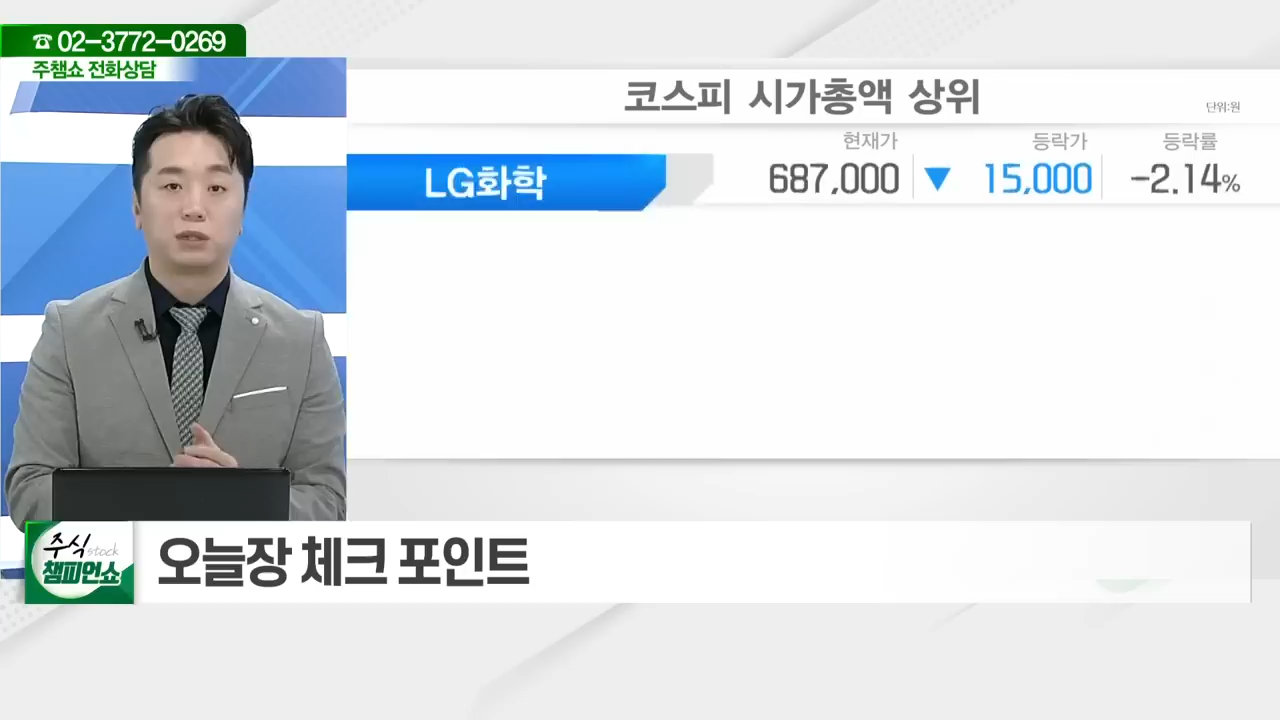 ☎ 02-3772-0269
주챔쇼 전화상담
코스피 시가총액 상위
단위:원
현재가 등락가 등락률
LG화학 687,000 ▼ 15,000 -2.14%
주식 stock
챔피언쇼
오늘장 체크 포인트